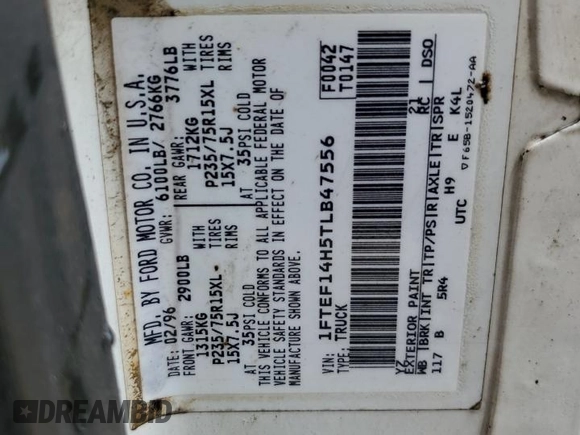 MFD. BY FORD MOTOR CO. IN U.S.A.
DATE: 02/96 GVWR: 6100LB/ 2766KG
FRONT GAWR: 2900LB REAR GAWR: 3776LB
1315KG 1712KG WITH
P235/75R15XL TIRES P235/75R15XL TIRES
15X7.5J RIMS 15X7.5J RIMS
AT 35PSI COLD AT 35PSI COLD
THIS VEHICLE CONFORMS TO ALL APPLICABLE FEDERAL MOTOR
VEHICLE SAFETY STANDARDS IN EFFECT ON THE DATE OF
MANUFACTURE SHOWN ABOVE.
VIN: 1FTEF14H5TLB47556 F0042
TYPE: TRUCK T0147
YZ 21
EXTERIOR PAINT RC DSO
WB BRK INT TR TP/PS R AXLE TR SPR
117 B 5R4 H9 E K4L
UTC
▽F65B-1520472-AA
DREAMBID